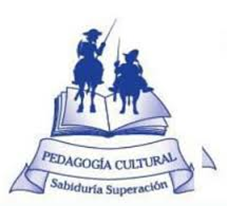 PEDAGOGÍA CULTURAL
Sabiduría Superación